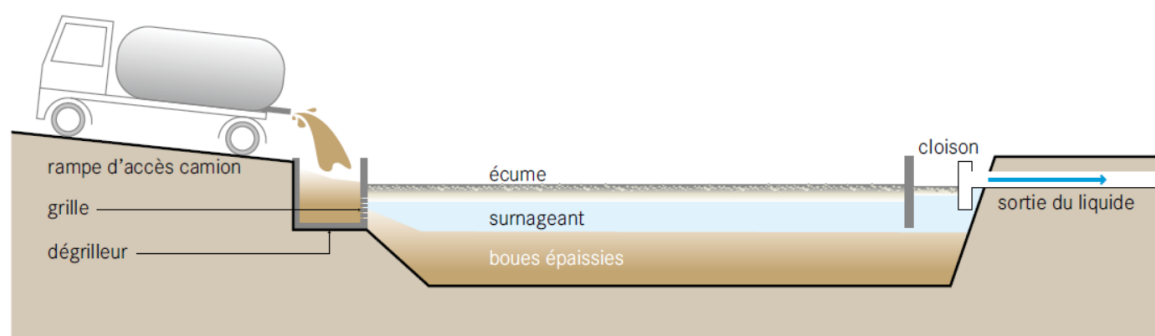 rampe d'accès camion
grille
dégrilleur
écume
surnageant
boues épaissies
cloison
sortie du liquide